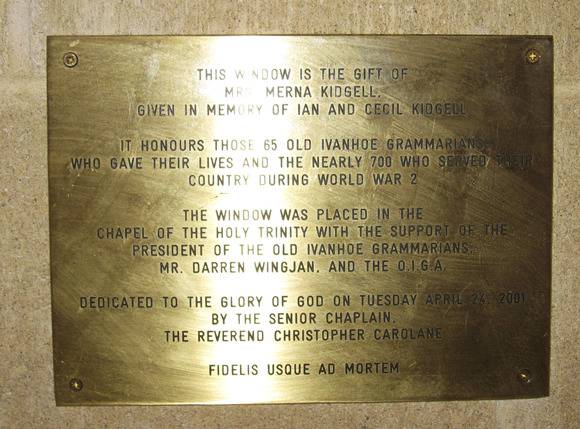 THIS WINDOW IS THE GIFT OF
MRS. MERNA KIDGELL,
GIVEN IN MEMORY OF IAN AND CECIL KIDGELL
IT HONOURS THOSE 65 OLD IVANHOE GRAMMARIANS,
WHO GAVE THEIR LIVES AND THE NEARLY 700 WHO SERVED THEIR
COUNTRY DURING WORLD WAR 2
THE WINDOW WAS PLACED IN THE
CHAPEL OF THE HOLY TRINITY WITH THE SUPPORT OF THE
PRESIDENT OF THE OLD IVANHOE GRAMMARIANS,
MR. DARREN WINGJAN, AND THE O.I.G.A.
DEDICATED TO THE GLORY OF GOD ON TUESDAY APRIL 24, 2001
BY THE SENIOR CHAPLAIN,
THE REVEREND CHRISTOPHER CAROLANE
FIDELIS USQUE AD MORTEM